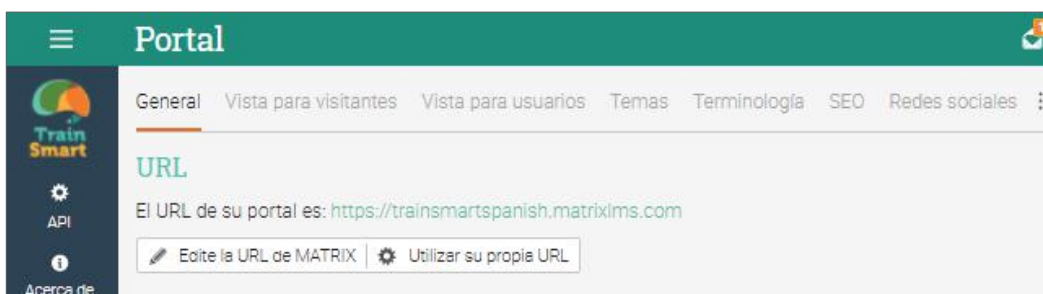 Portal
1
Train
Smart
API
Acerca de
General Vista para visitantes Vista para usuarios Temas Terminología SEO Redes sociales
URL
El URL de su portal es: https://trainsmartspanish.matrixlms.com
Edite la URL de MATRIX Utilizar su propia URL